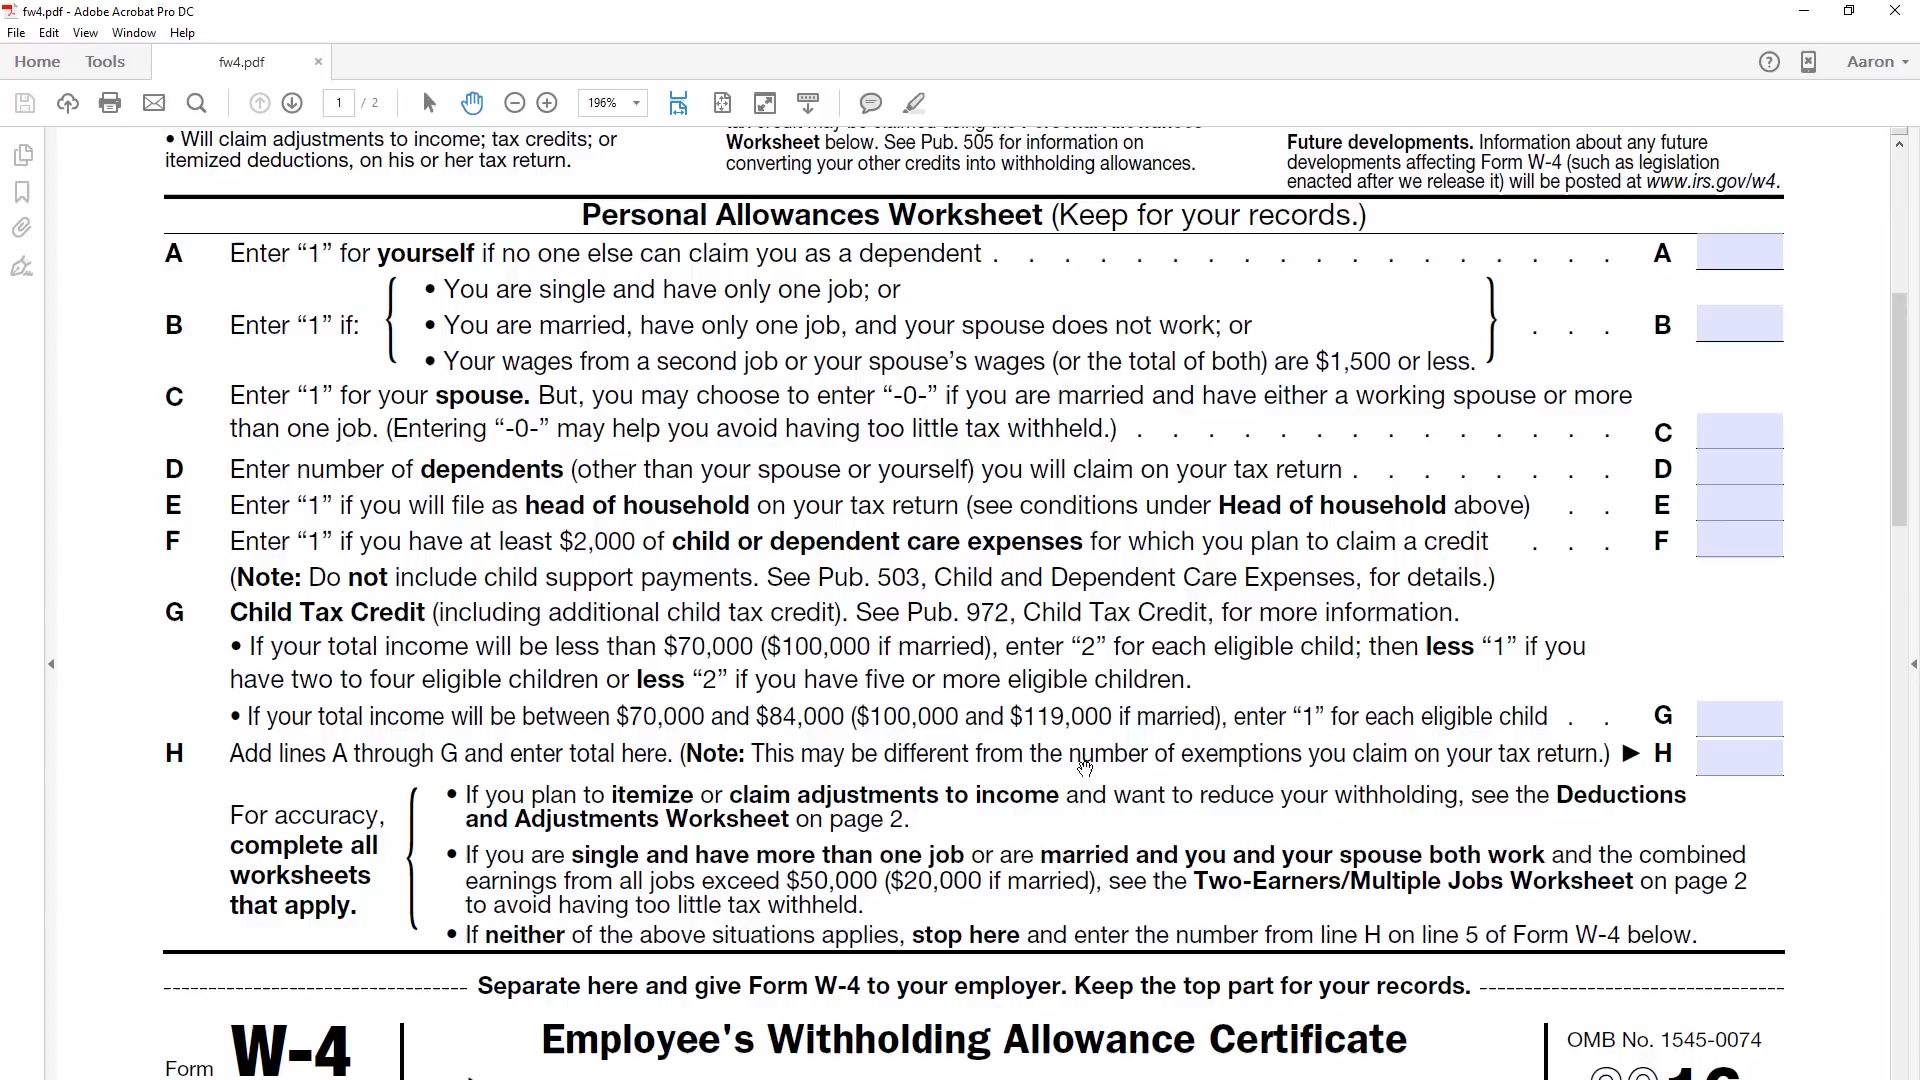 fw4.pdf - Adobe Acrobat Pro DC
File Edit View Window Help
Home Tools fw4.pdf × Aaron
1 / 2 196%
• Will claim adjustments to income; tax credits; or
itemized deductions, on his or her tax return.
Worksheet below. See Pub. 505 for information on
converting your other credits into withholding allowances.
Future developments. Information about any future
developments affecting Form W-4 (such as legislation
enacted after we release it) will be posted at www.irs.gov/w4.
Personal Allowances Worksheet (Keep for your records.)
A Enter “1” for yourself if no one else can claim you as a dependent . . . . . . . . . . . . . . . . . . A
B Enter “1” if:
• You are single and have only one job; or
• You are married, have only one job, and your spouse does not work; or
• Your wages from a second job or your spouse’s wages (or the total of both) are $1,500 or less.
. . . B
C Enter “1” for your spouse. But, you may choose to enter “-0-” if you are married and have either a working spouse or more
than one job. (Entering “-0-” may help you avoid having too little tax withheld.) . . . . . . . . . . . . . . C
D Enter number of dependents (other than your spouse or yourself) you will claim on your tax return . . . . . . . . D
E Enter “1” if you will file as head of household on your tax return (see conditions under Head of household above) . . E
F Enter “1” if you have at least $2,000 of child or dependent care expenses for which you plan to claim a credit . . . F
(Note: Do not include child support payments. See Pub. 503, Child and Dependent Care Expenses, for details.)
G Child Tax Credit (including additional child tax credit). See Pub. 972, Child Tax Credit, for more information.
• If your total income will be less than $70,000 ($100,000 if married), enter “2” for each eligible child; then less “1” if you
have two to four eligible children or less “2” if you have five or more eligible children.
• If your total income will be between $70,000 and $84,000 ($100,000 and $119,000 if married), enter “1” for each eligible child . . G
H Add lines A through G and enter total here. (Note: This may be different from the number of exemptions you claim on your tax return.) ▶ H
For accuracy,
complete all
worksheets
that apply.
• If you plan to itemize or claim adjustments to income and want to reduce your withholding, see the Deductions
and Adjustments Worksheet on page 2.
• If you are single and have more than one job or are married and you and your spouse both work and the combined
earnings from all jobs exceed $50,000 ($20,000 if married), see the Two-Earners/Multiple Jobs Worksheet on page 2
to avoid having too little tax withheld.
• If neither of the above situations applies, stop here and enter the number from line H on line 5 of Form W-4 below.
Separate here and give Form W-4 to your employer. Keep the top part for your records.
Form W-4
Employee's Withholding Allowance Certificate
OMB No. 1545-0074